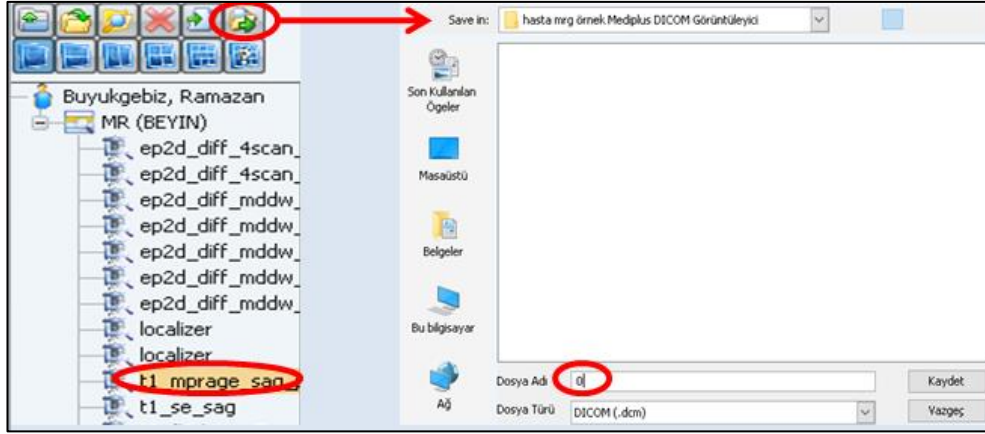 Buyukgebiz, Ramazan
MR (BEYIN)
ep2d_diff_4scan_
ep2d_diff_4scan_
ep2d_diff_mddw_
ep2d_diff_mddw_
ep2d_diff_mddw_
ep2d_diff_mddw_
ep2d_diff_mddw_
localizer
localizer
t1_mprage_sag_
t1_se_sag
Save in:
hasta mrg örnek Mediplus DICOM Görüntüleyici
Son Kullanılan
Ögeler
Masaüstü
Belgeler
Bu bilgisayar
Ağ
Dosya Adı
0
Kaydet
Dosya Türü
DICOM (.dcm)
Vazgeç